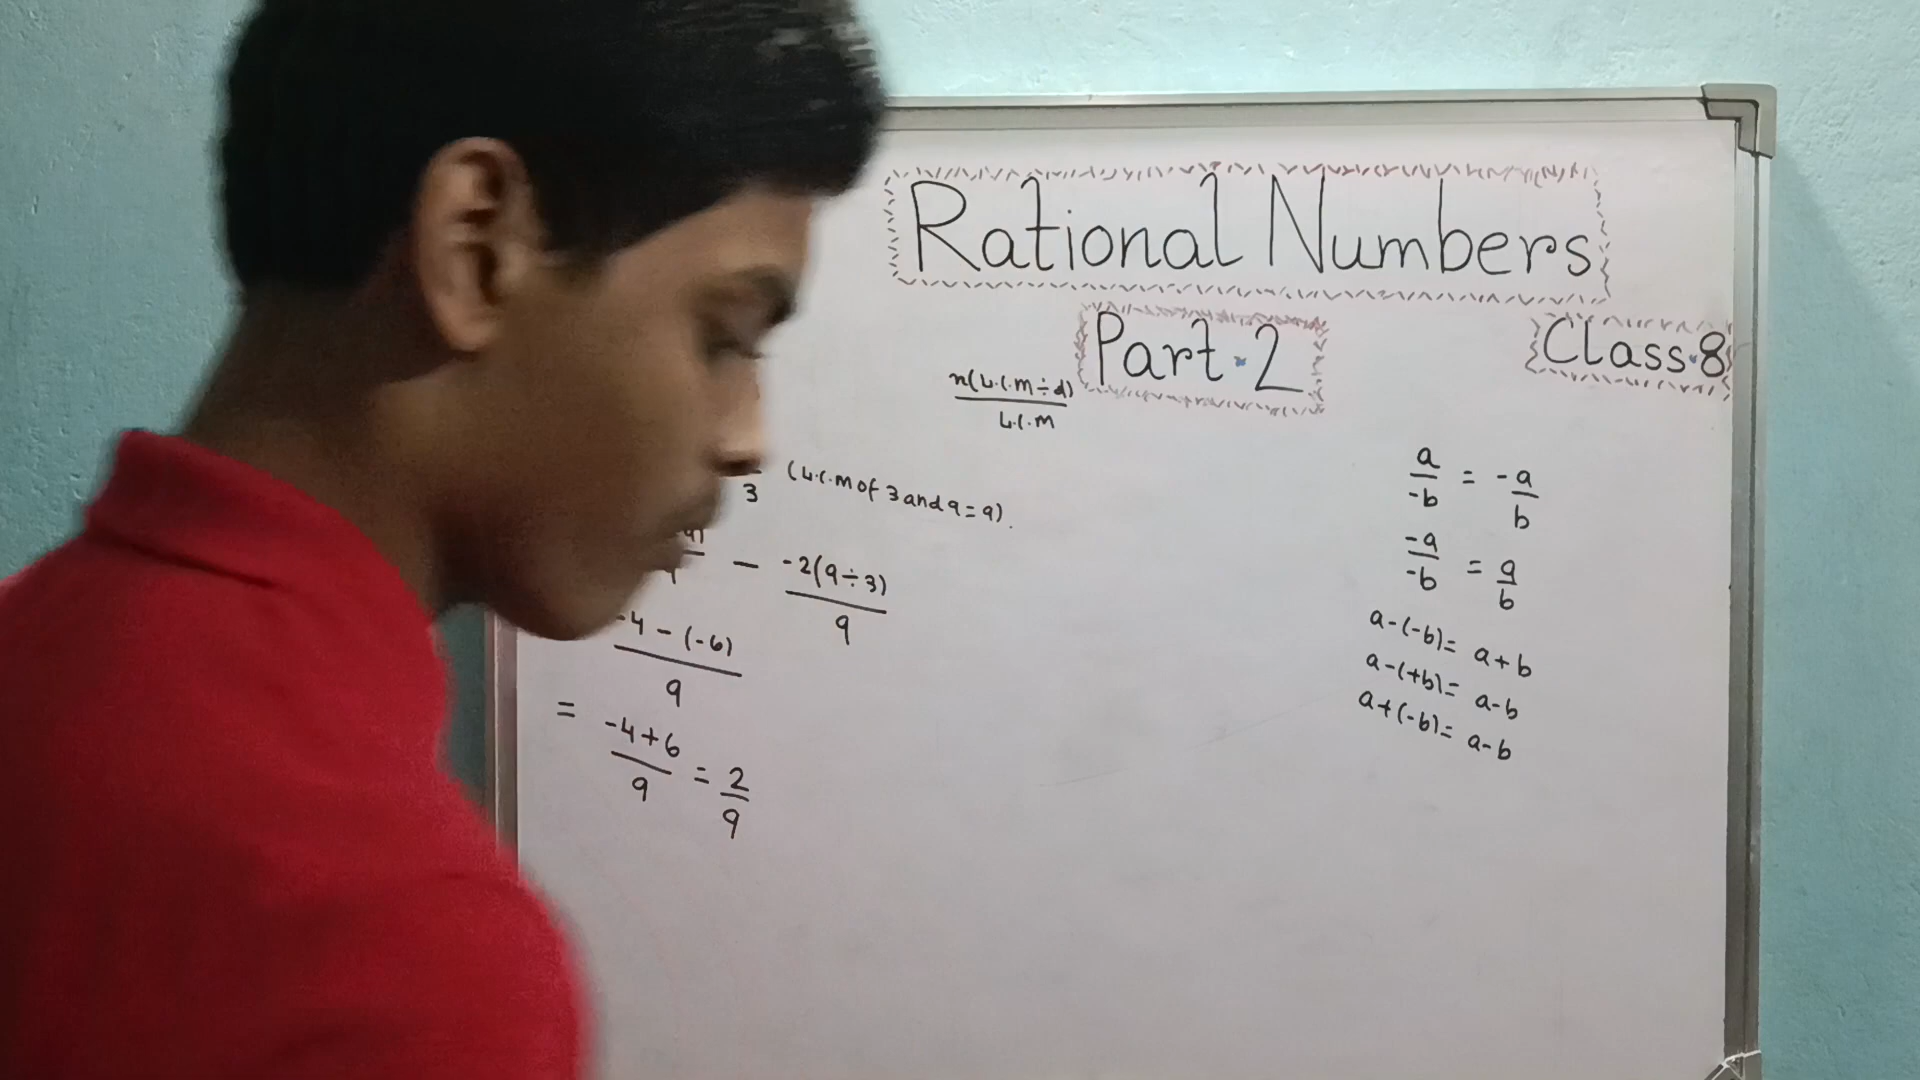 Rational Numbers
Part-2
Class-8
n(L.C.M÷d)
L.C.M
3 (L.C.M of 3 and 9 = 9).
- -2(9÷3)
9
-4-(-6)
9
= -4+6
9
= 2
9
a/-b = -a/b
-a/-b = a/b
a-(-b)= a+b
a-(+b)= a-b
a+(-b)= a-b